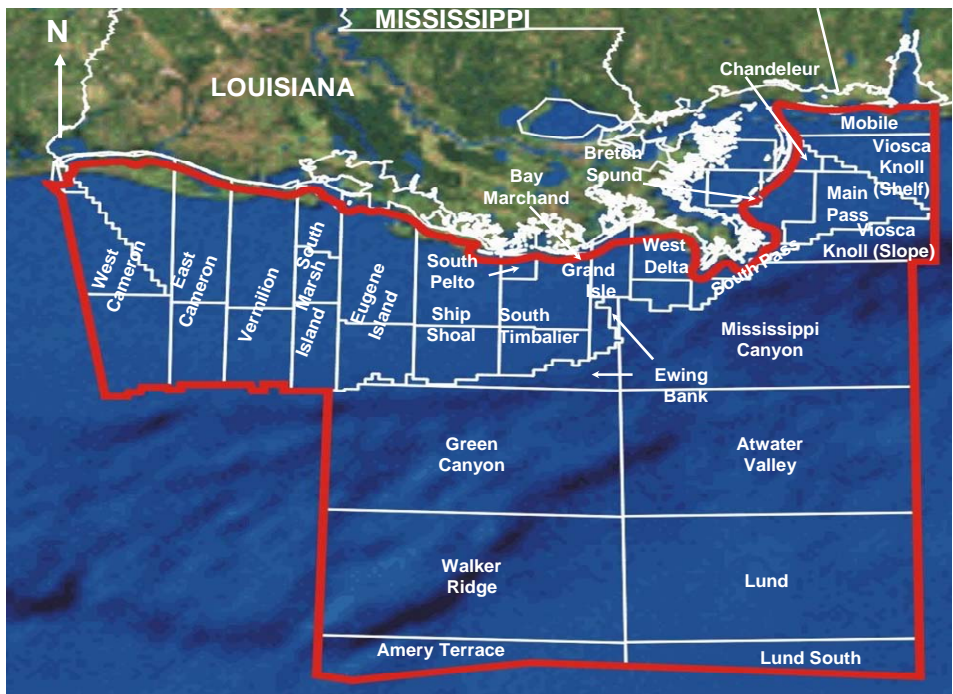 MISSISSIPPI
N
LOUISIANA
Chandeleur
Mobile
Viosca
Knoll
(Shelf)
Breton
Sound
Bay
Marchand
Main
Pass
Viosca
Knoll (Slope)
West
Cameron
East
Cameron
Vermilion
South
Marsh
Island
Eugene
Island
South
Pelto
Grand
Isle
West
Delta
South Pass
Ship
Shoal
South
Timbalier
Mississippi
Canyon
Ewing
Bank
Green
Canyon
Atwater
Valley
Walker
Ridge
Lund
Amery Terrace
Lund South